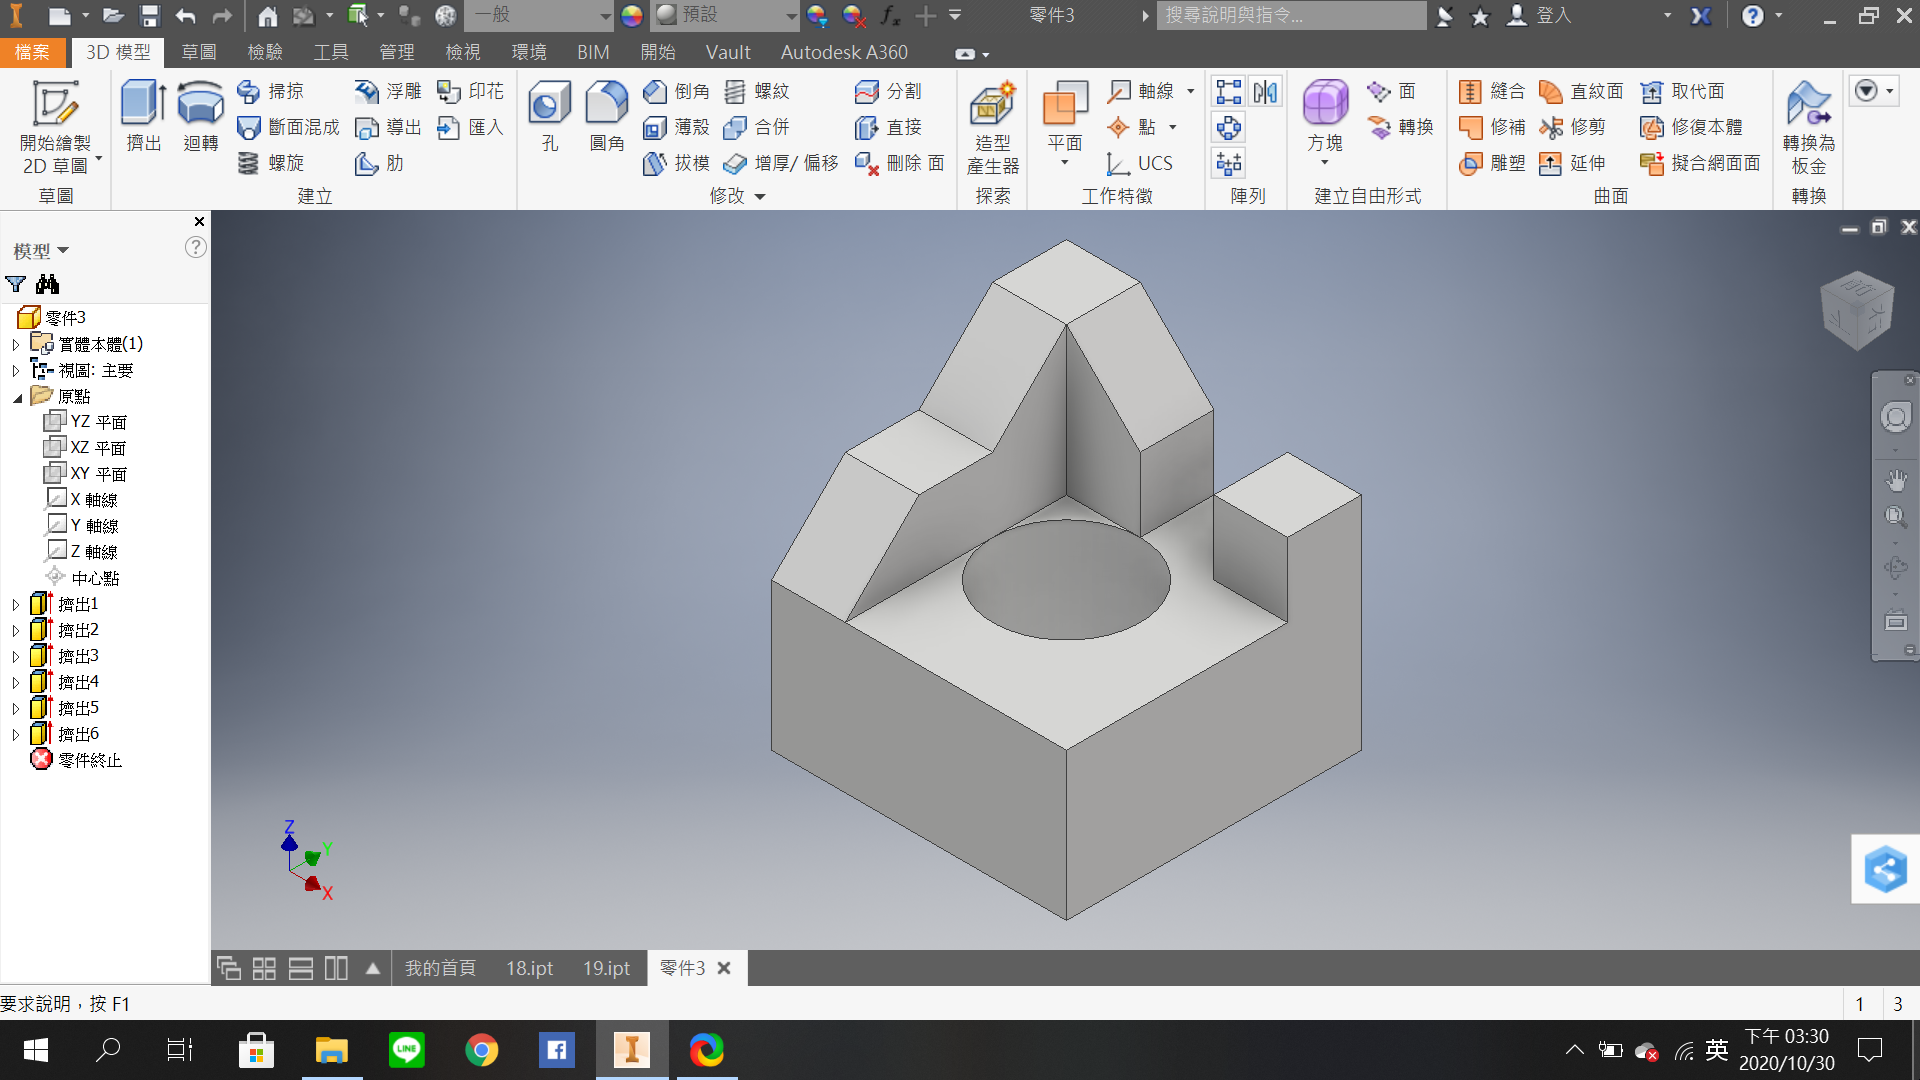 一般 預設 fx 零件3 搜尋說明與指令... 登入
檔案 3D 模型 草圖 檢驗 工具 管理 檢視 環境 BIM 開始 Vault Autodesk A360
開始繪製
2D 草圖
擠出 迴轉
掃掠 浮雕 印花
斷面混成 導出 匯入
螺旋 肋
孔 圓角
倒角 螺紋 分割
薄殼 合併 直接
拔模 增厚/ 偏移 刪除 面
造型
產生器
平面
軸線
點
UCS
方塊
面
轉換
縫合 直紋面 取代面
修補 修剪 修復本體
雕塑 延伸 擬合網面面
轉換為
板金
草圖 建立 修改 探索 工作特徵 陣列 建立自由形式 曲面 轉換
模型
零件3
實體本體(1)
視圖: 主要
原點
YZ 平面
XZ 平面
XY 平面
X 軸線
Y 軸線
Z 軸線
中心點
擠出1
擠出2
擠出3
擠出4
擠出5
擠出6
零件終止
Z
Y
X
我的首頁 18.ipt 19.ipt 零件3
要求說明，按 F1
1 3
LINE
英
下午 03:30
2020/10/30